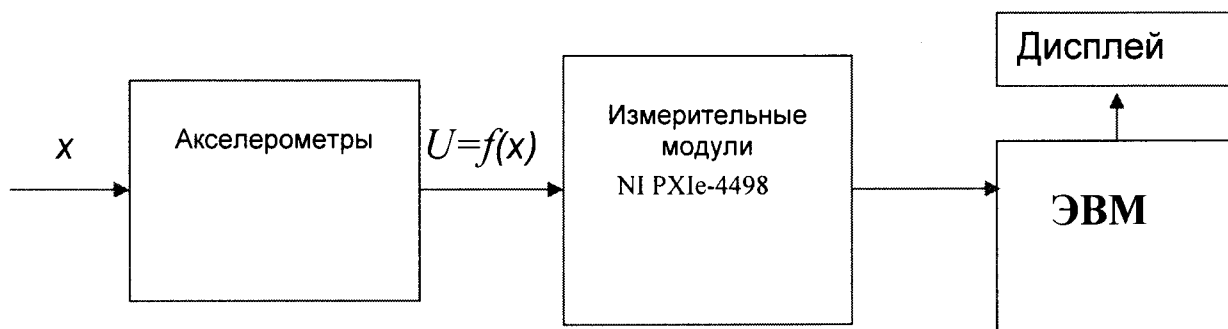 Дисплей
Измерительные
модули
NI PXIe-4498
Акселерометры
x
U=f(x)
ЭВМ